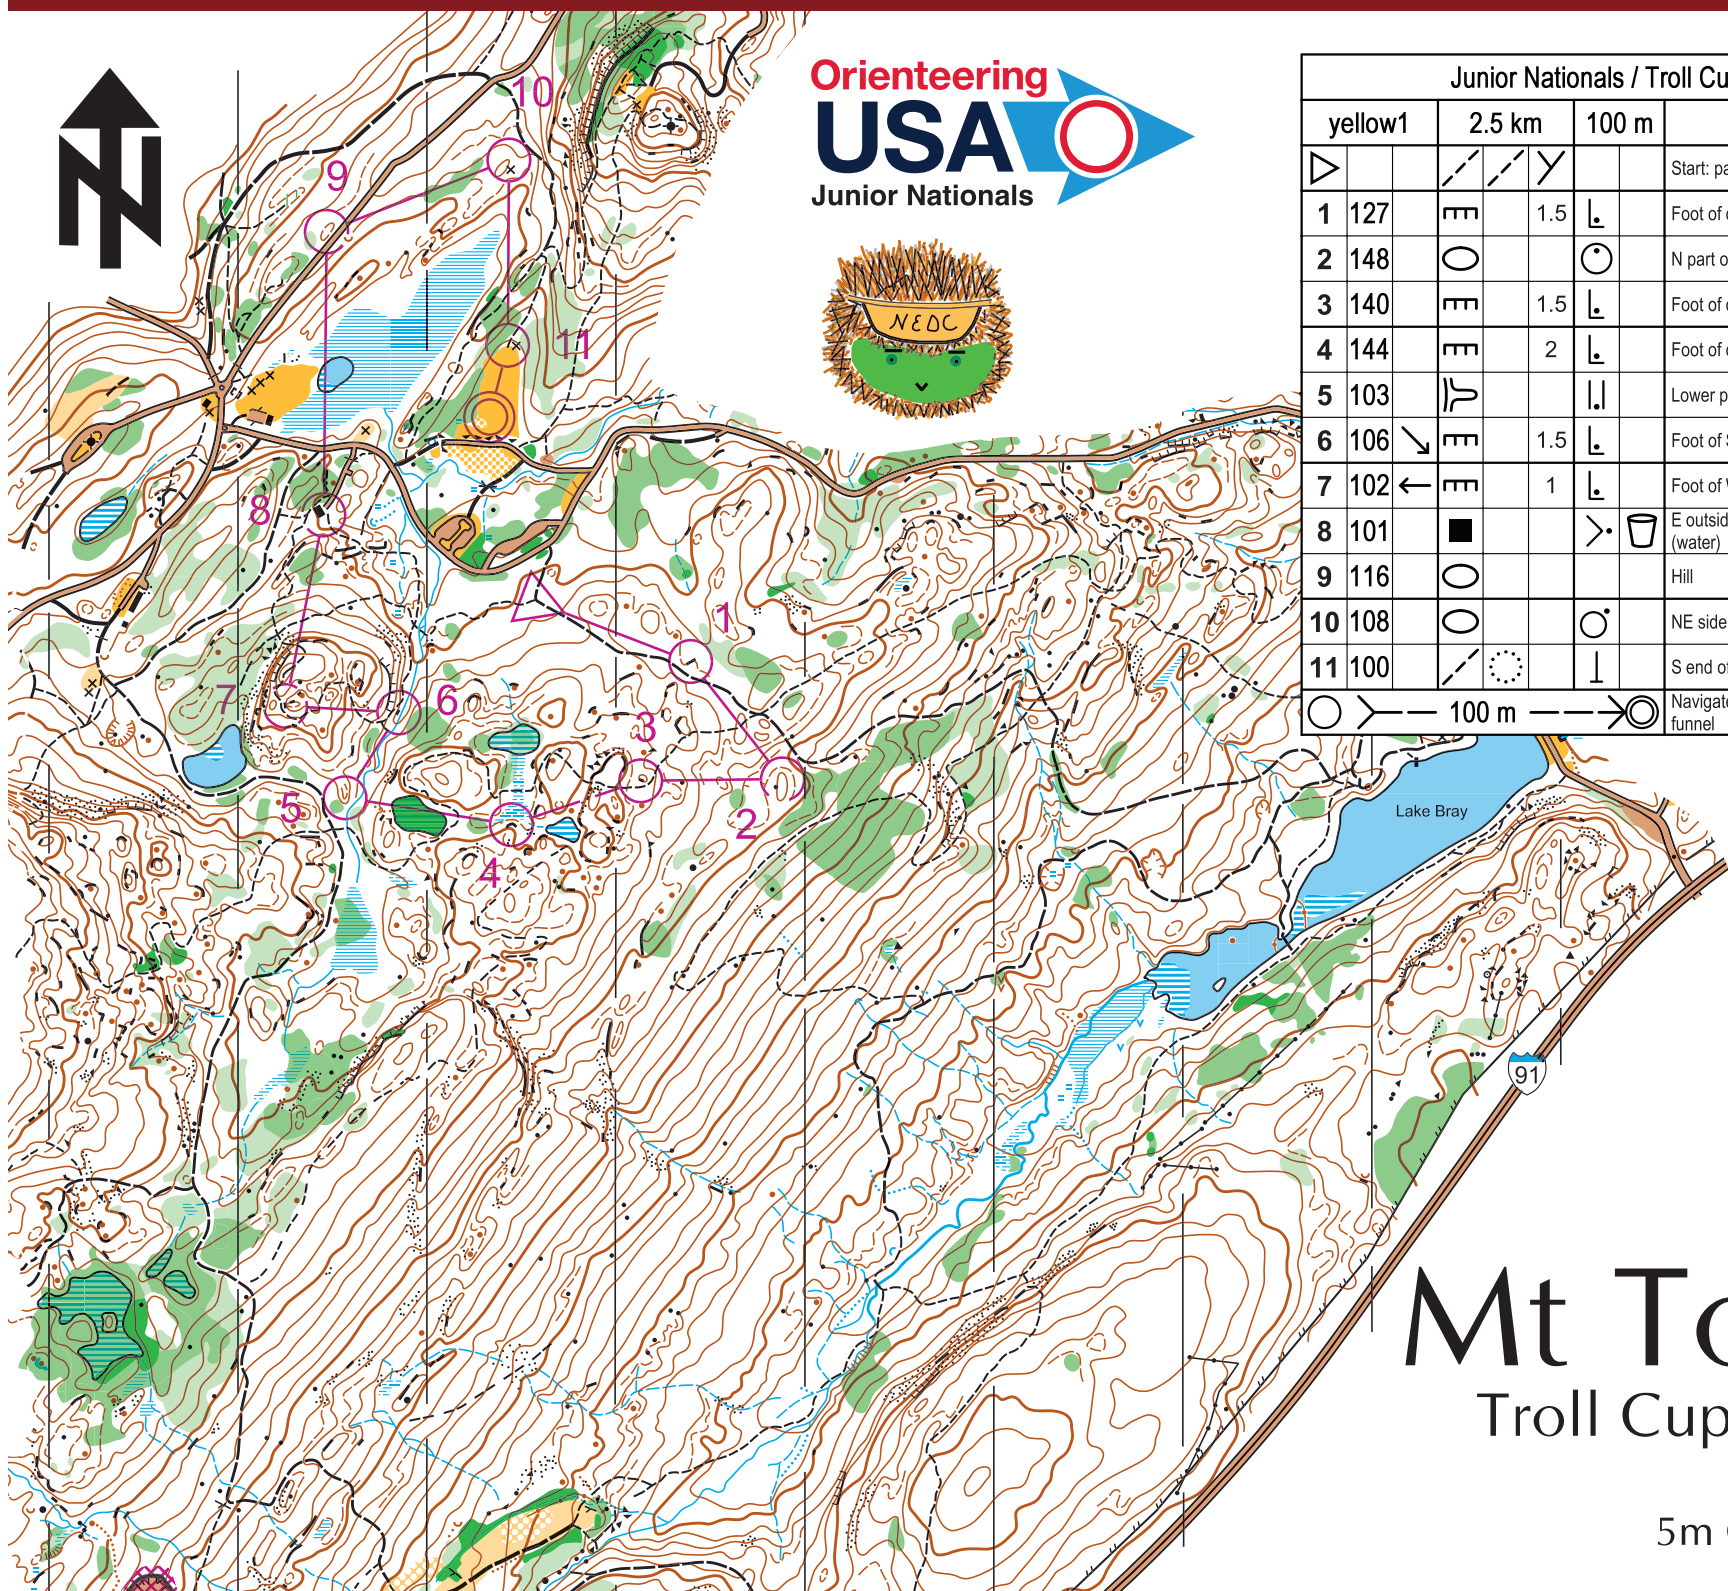 Orienteering
USA
Junior Nationals
NEDC
Junior Nationals / Troll Cu
yellow1 2.5 km 100 m
Start: pa
1 127 1.5 Foot of c
2 148 N part o
3 140 1.5 Foot of c
4 144 2 Foot of c
5 103 Lower p
6 106 1.5 Foot of S
7 102 1 Foot of W
8 101 E outsid
(water)
9 116 Hill
10 108 NE side
11 100 S end of
100 m Navigate
funnel
10
9
11
8
1
7
6
3
5
2
4
Lake Bray
91
Mt To
Troll Cup
5m
N